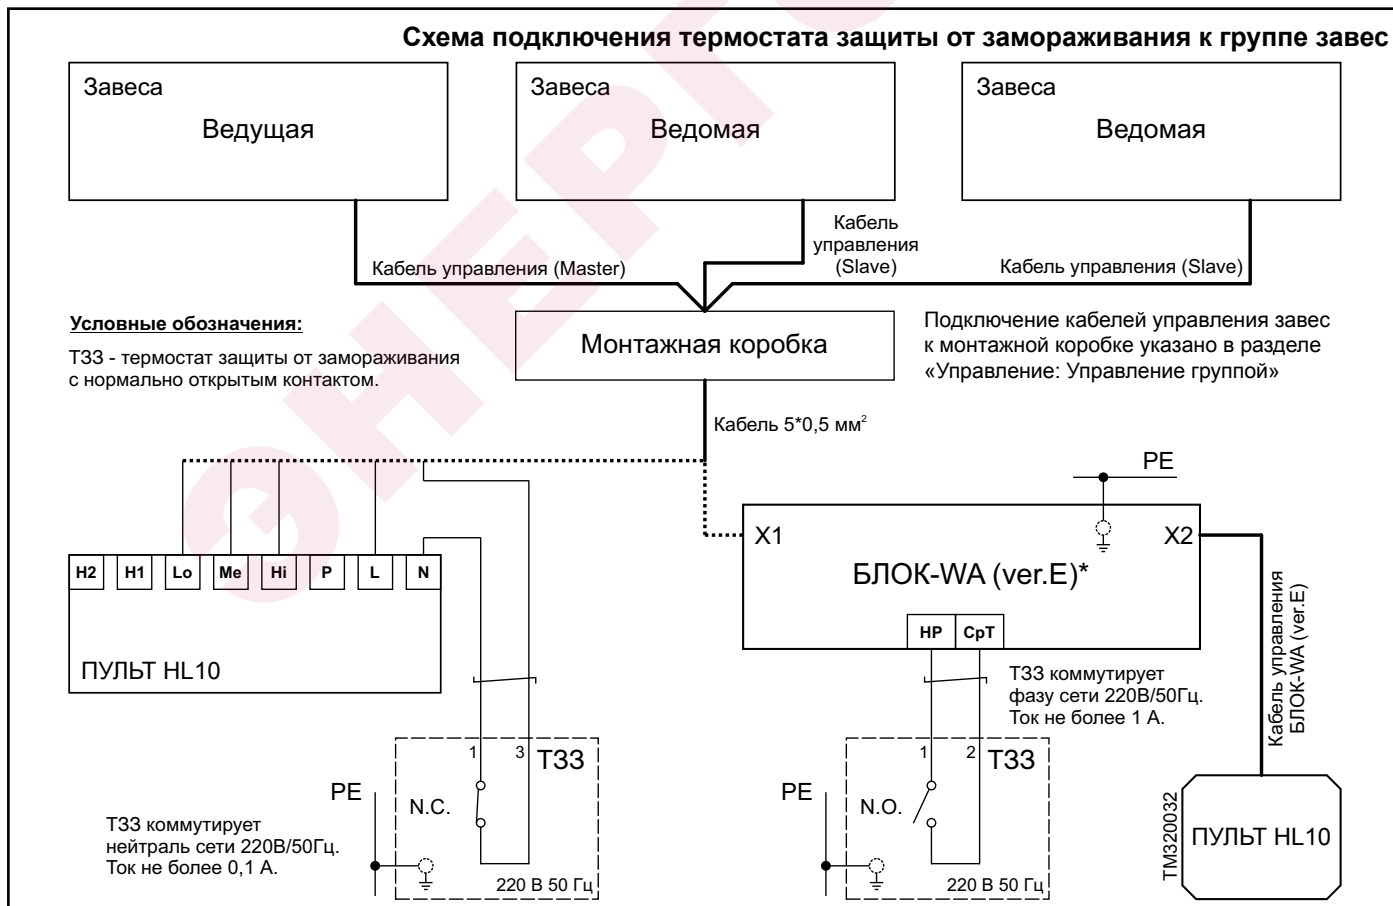 Схема подключения термостата защиты от замораживания к группе завес
Завеса
Ведущая
Завеса
Ведомая
Завеса
Ведомая
Кабель управления (Master)
Кабель
управления
(Slave)
Кабель управления (Slave)
Условные обозначения:
ТЗЗ - термостат защиты от замораживания
с нормально открытым контактом.
Монтажная коробка
Подключение кабелей управления завес
к монтажной коробке указано в разделе
«Управление: Управление группой»
Кабель 5*0,5 мм²
H2 H1 Lo Me Hi P L N
ПУЛЬТ HL10
PE
X1
X2
БЛОК-WA (ver.E)*
HP СрТ
Кабель управления
БЛОК-WA (ver.E)
ТЗЗ коммутирует
фазу сети 220В/50Гц.
Ток не более 1 А.
1 3 ТЗЗ
N.C.
PE
220 В 50 Гц
ТЗЗ коммутирует
нейтраль сети 220В/50Гц.
Ток не более 0,1 А.
1 2 ТЗЗ
N.O.
PE
220 В 50 Гц
TM320032
ПУЛЬТ HL10
ЭНЕРГ